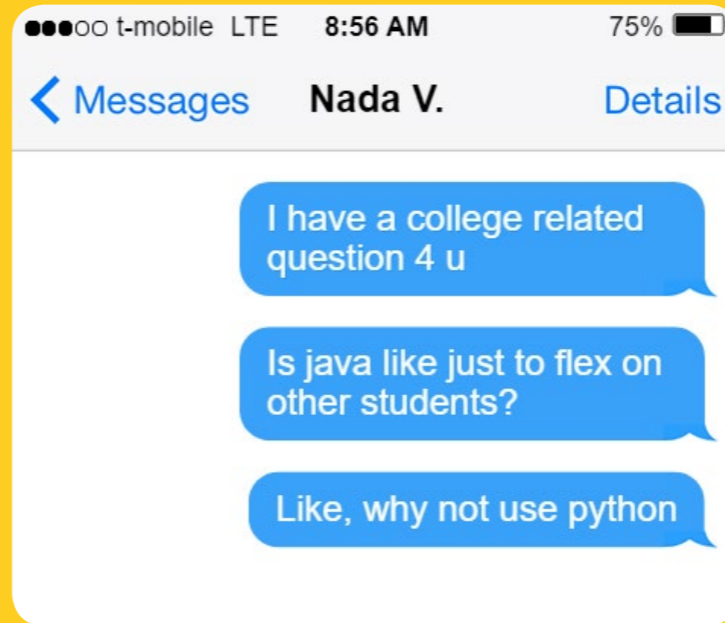 t-mobile LTE 8:56 AM 75%
Messages Nada V. Details
I have a college related
question 4 u
Is java like just to flex on
other students?
Like, why not use python